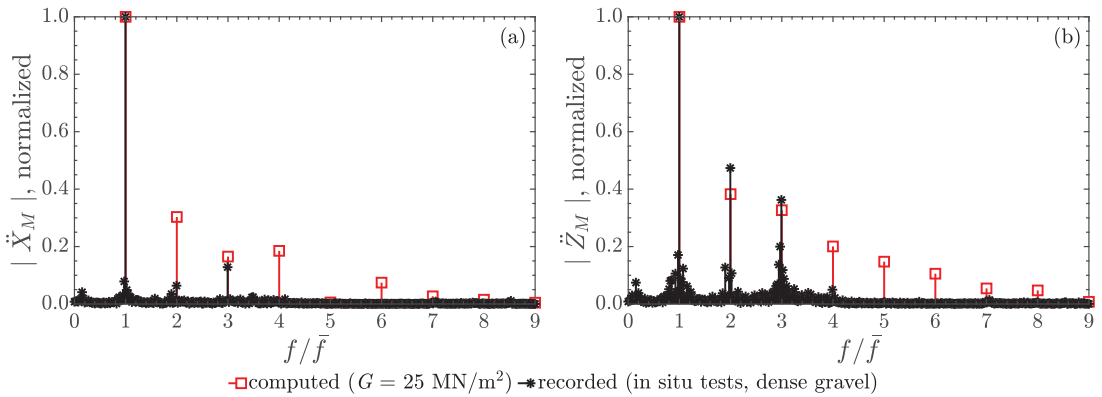 (a)
1.0
0.8
0.6
0.4
0.2
0.0
| Ẍ_M |, normalized
0 1 2 3 4 5 6 7 8 9
f/f̄
(b)
1.0
0.8
0.6
0.4
0.2
0.0
| Z̈_M |, normalized
0 1 2 3 4 5 6 7 8 9
f/f̄
computed (G = 25 MN/m²) recorded (in situ tests, dense gravel)